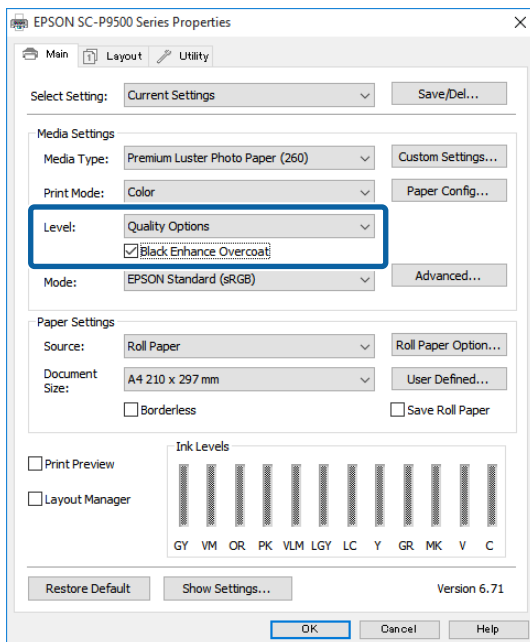 EPSON SC-P9500 Series Properties
Main Layout Utility
Select Setting: Current Settings Save/Del...
Media Settings
Media Type: Premium Luster Photo Paper (260) Custom Settings...
Print Mode: Color Paper Config...
Level: Quality Options
Black Enhance Overcoat
Mode: EPSON Standard (sRGB) Advanced...
Paper Settings
Source: Roll Paper Roll Paper Option...
Document Size: A4 210 x 297 mm User Defined...
Borderless Save Roll Paper
Ink Levels
Print Preview
Layout Manager
GY VM OR PK VLM LGY LC Y GR MK V C
Restore Default Show Settings... Version 6.71
OK Cancel Help